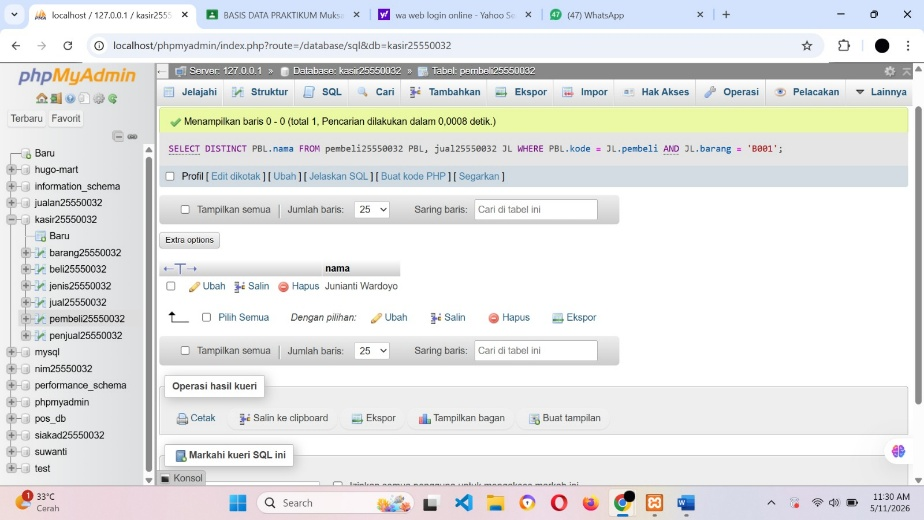 localhost / 127.0.0.1 / kasir2555
BASIS DATA PRAKTIKUM Muksa
wa web login online - Yahoo Se
(47) WhatsApp
localhost/phpmyadmin/index.php?route=/database/sql&db=kasir25550032
phpMyAdmin
Terbaru Favorit
Baru
hugo-mart
information_schema
jualan25550032
kasir25550032
Baru
barang25550032
beli25550032
jenis25550032
jual25550032
pembeli25550032
penjual25550032
mysql
nim25550032
performance_schema
phpmyadmin
pos_db
siakad25550032
suwanti
test
Server: 127.0.0.1 » Database: kasir25550032 » Tabel: pembeli25550032
Jelajahi Struktur SQL Cari Tambahkan Ekspor Impor Hak Akses Operasi Pelacakan Lainnya
Menampilkan baris 0 - 0 (total 1, Pencarian dilakukan dalam 0,0008 detik.)
SELECT DISTINCT PBL.nama FROM pembeli25550032 PBL, jual25550032 JL WHERE PBL.kode = JL.pembeli AND JL.barang = 'B001';
Profil [ Edit dikotak ] [ Ubah ] [ Jelaskan SQL ] [ Buat kode PHP ] [ Segarkan ]
Tampilkan semua | Jumlah baris: 25 Saring baris: Cari di tabel ini
Extra options
←T→ nama
Ubah Salin Hapus Junianti Wardoyo
Pilih Semua Dengan pilihan: Ubah Salin Hapus Ekspor
Tampilkan semua | Jumlah baris: 25 Saring baris: Cari di tabel ini
Operasi hasil kueri
Cetak Salin ke clipboard Ekspor Tampilkan bagan Buat tampilan
Markahi kueri SQL ini
Konsol
Izinkan semua pengguna untuk mengakses markah ini
1
33°C
Cerah
Search
11:30 AM
5/11/2026